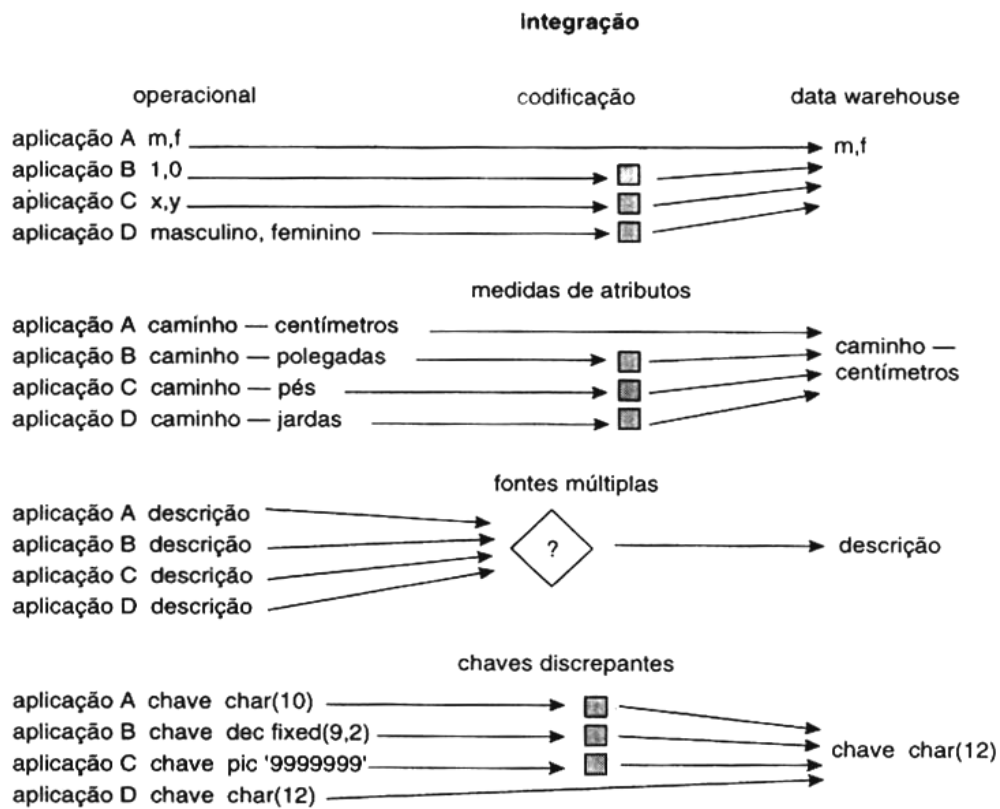 integração
operacional codificação data warehouse
aplicação A m,f m,f
aplicação B 1,0
aplicação C x,y
aplicação D masculino, feminino
medidas de atributos
aplicação A caminho — centímetros
aplicação B caminho — polegadas caminho —
aplicação C caminho — pés centímetros
aplicação D caminho — jardas
fontes múltiplas
aplicação A descrição
aplicação B descrição ? descrição
aplicação C descrição
aplicação D descrição
chaves discrepantes
aplicação A chave char(10)
aplicação B chave dec fixed(9,2) chave char(12)
aplicação C chave pic '9999999'
aplicação D chave char(12)